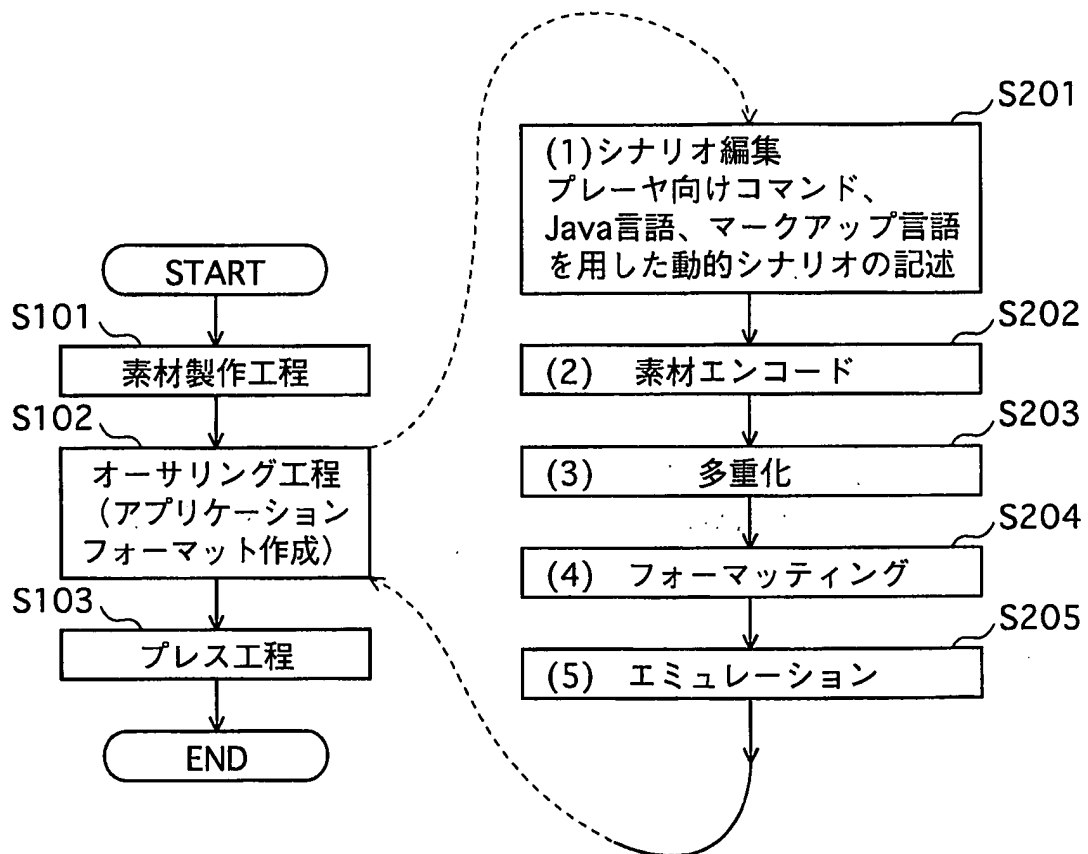 START
S101
素材製作工程
S102
オーサリング工程
（アプリケーション
フォーマット作成）
S103
プレス工程
END
S201
(1)シナリオ編集
プレーヤ向けコマンド、
Java言語、マークアップ言語
を用した動的シナリオの記述
S202
(2) 素材エンコード
S203
(3) 多重化
S204
(4) フォーマッティング
S205
(5) エミュレーション